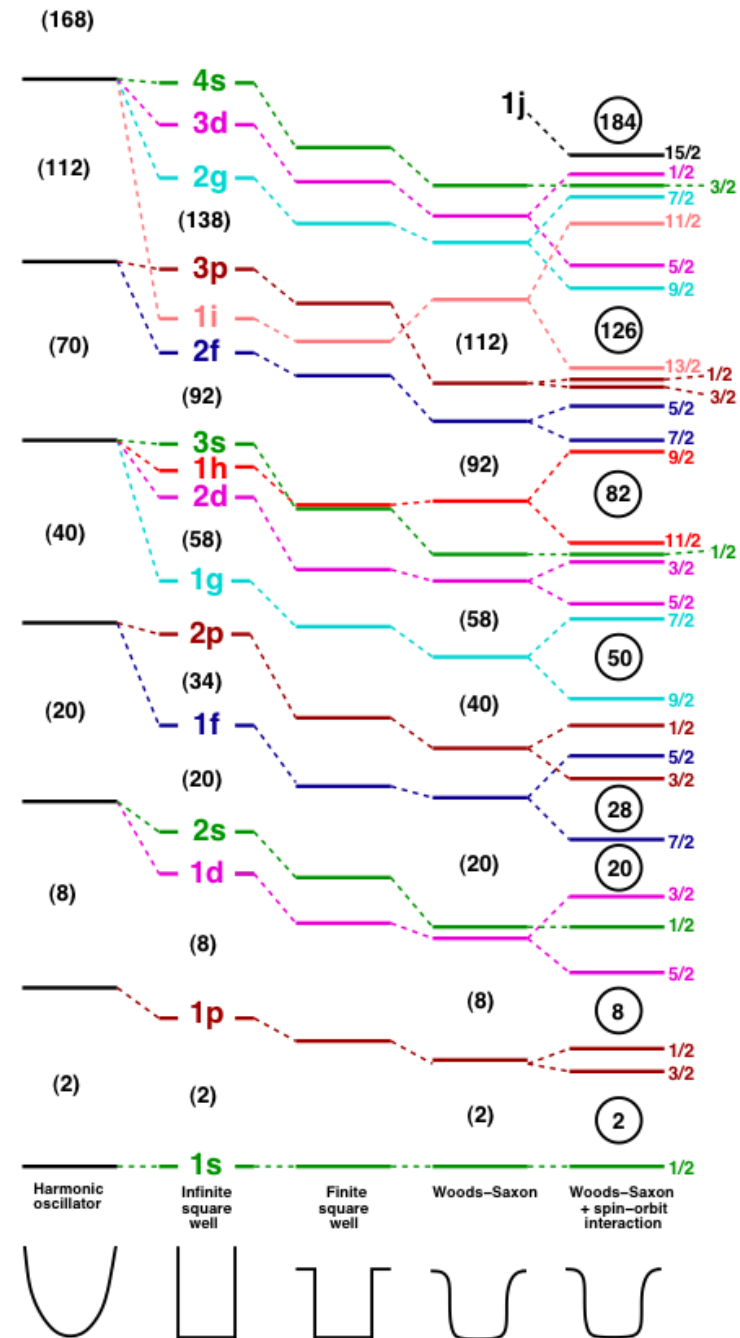 (168)
4s
1j
184
3d
15/2
(112)
2g
1/2
3/2
7/2
(138)
11/2
3p
5/2
9/2
1i
126
(70)
2f
(112)
13/2
1/2
3/2
(92)
5/2
3s
7/2
1h
(92)
9/2
2d
82
(40)
(58)
11/2
1/2
1g
3/2
5/2
(58)
7/2
2p
50
(34)
9/2
(20)
(40)
1f
1/2
5/2
(20)
3/2
28
2s
7/2
(20)
20
1d
3/2
(8)
1/2
(8)
5/2
(8)
8
1p
1/2
3/2
(2)
(2)
(2)
2
1s
1/2
Harmonic
oscillator
Infinite
square
well
Finite
square
well
Woods–Saxon
Woods–Saxon
+ spin–orbit
interaction